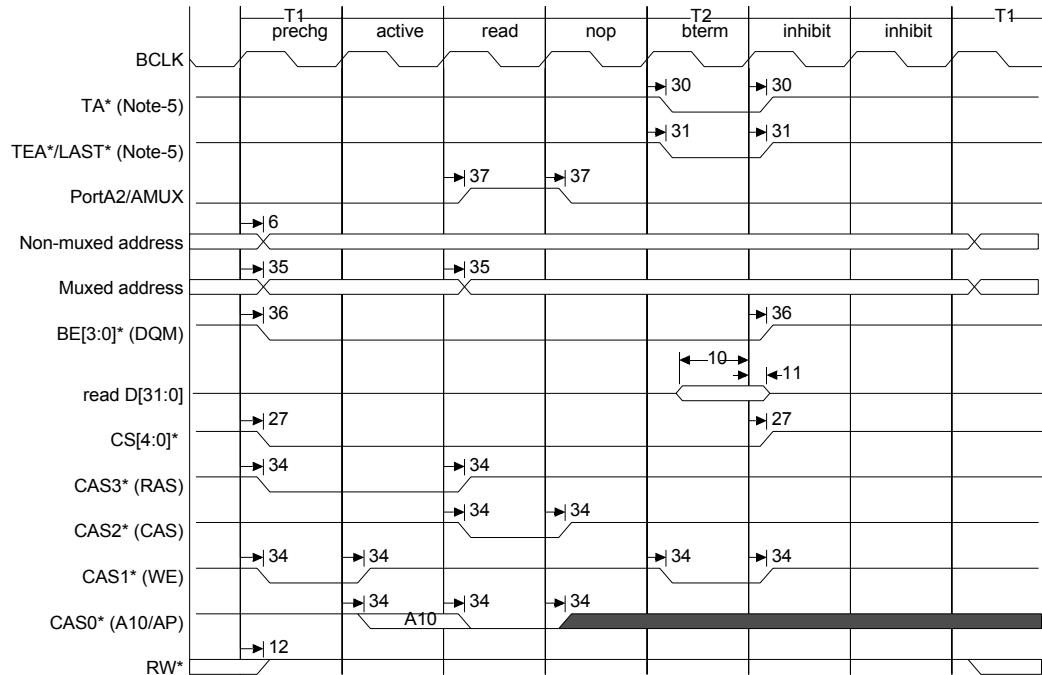 T1 T2 T1
prechg active read nop bterm inhibit inhibit
BCLK
30 30
TA* (Note-5)
31 31
TEA*/LAST* (Note-5)
37 37
PortA2/AMUX
6
Non-muxed address
35 35
Muxed address
36 36
BE[3:0]* (DQM)
10
11
read D[31:0]
27 27
CS[4:0]*
34 34
CAS3* (RAS)
34 34
CAS2* (CAS)
34 34 34 34
CAS1* (WE)
34 34 34
A10
CAS0* (A10/AP)
12
RW*